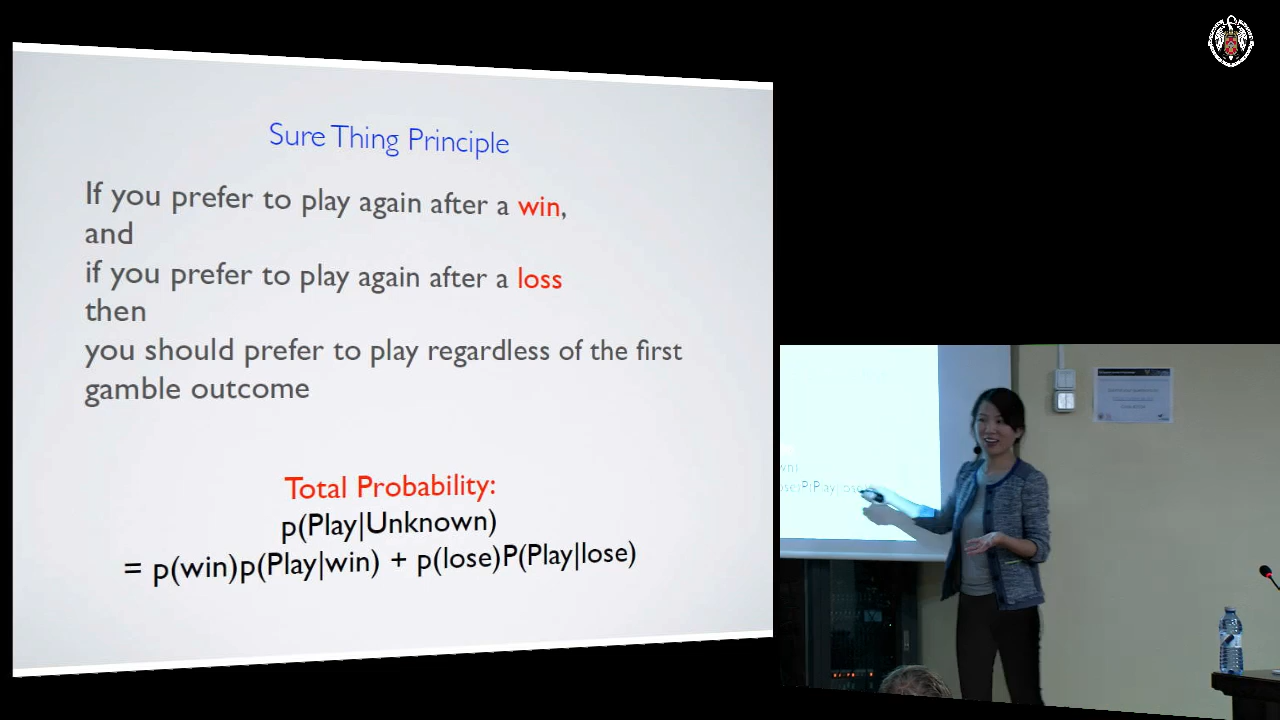 Sure Thing Principle
If you prefer to play again after a win,
and
if you prefer to play again after a loss
then
you should prefer to play regardless of the first
gamble outcome
Total Probability:
p(Play|Unknown)
= p(win)p(Play|win) + p(lose)P(Play|lose)